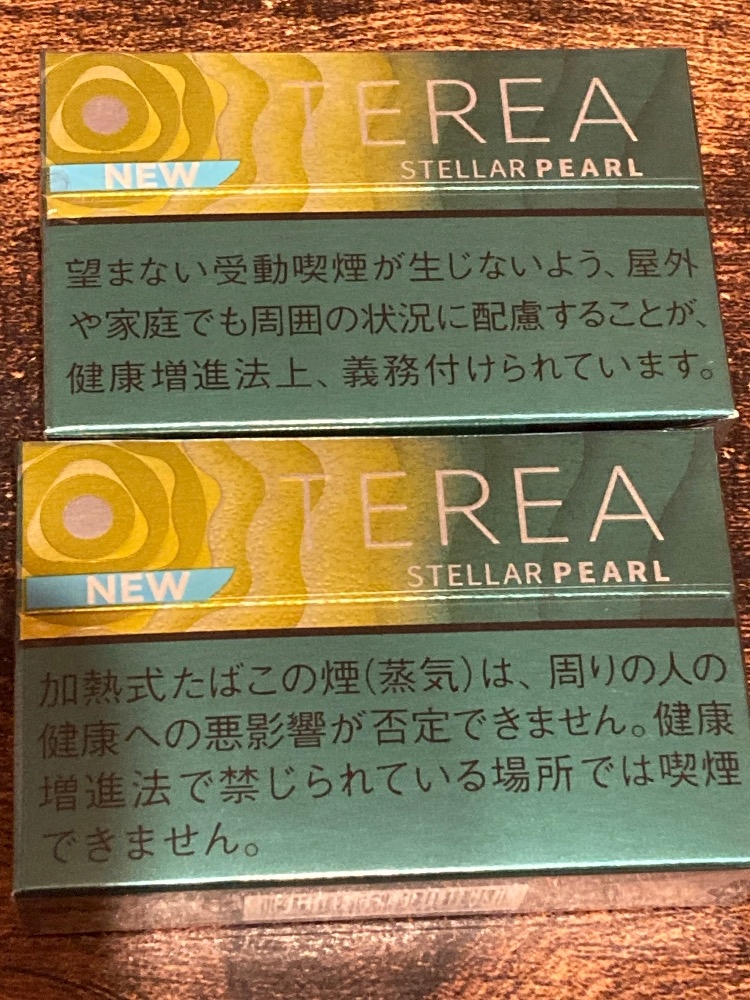 TEREA
STELLAR PEARL
NEW
望まない受動喫煙が生じないよう、屋外
や家庭でも周囲の状況に配慮することが、
健康増進法上、義務付けられています。
TEREA
STELLAR PEARL
NEW
加熱式たばこの煙(蒸気)は、周りの人の
健康への悪影響が否定できません。健康
増進法で禁じられている場所では喫煙
できません。